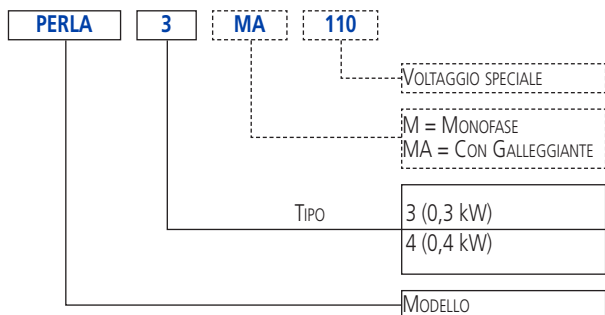 PERLA 3 MA 110
VOLTAGGIO SPECIALE
M = MONOFASE
MA = CON GALLEGGIANTE
TIPO
3 (0,3 kW)
4 (0,4 kW)
MODELLO